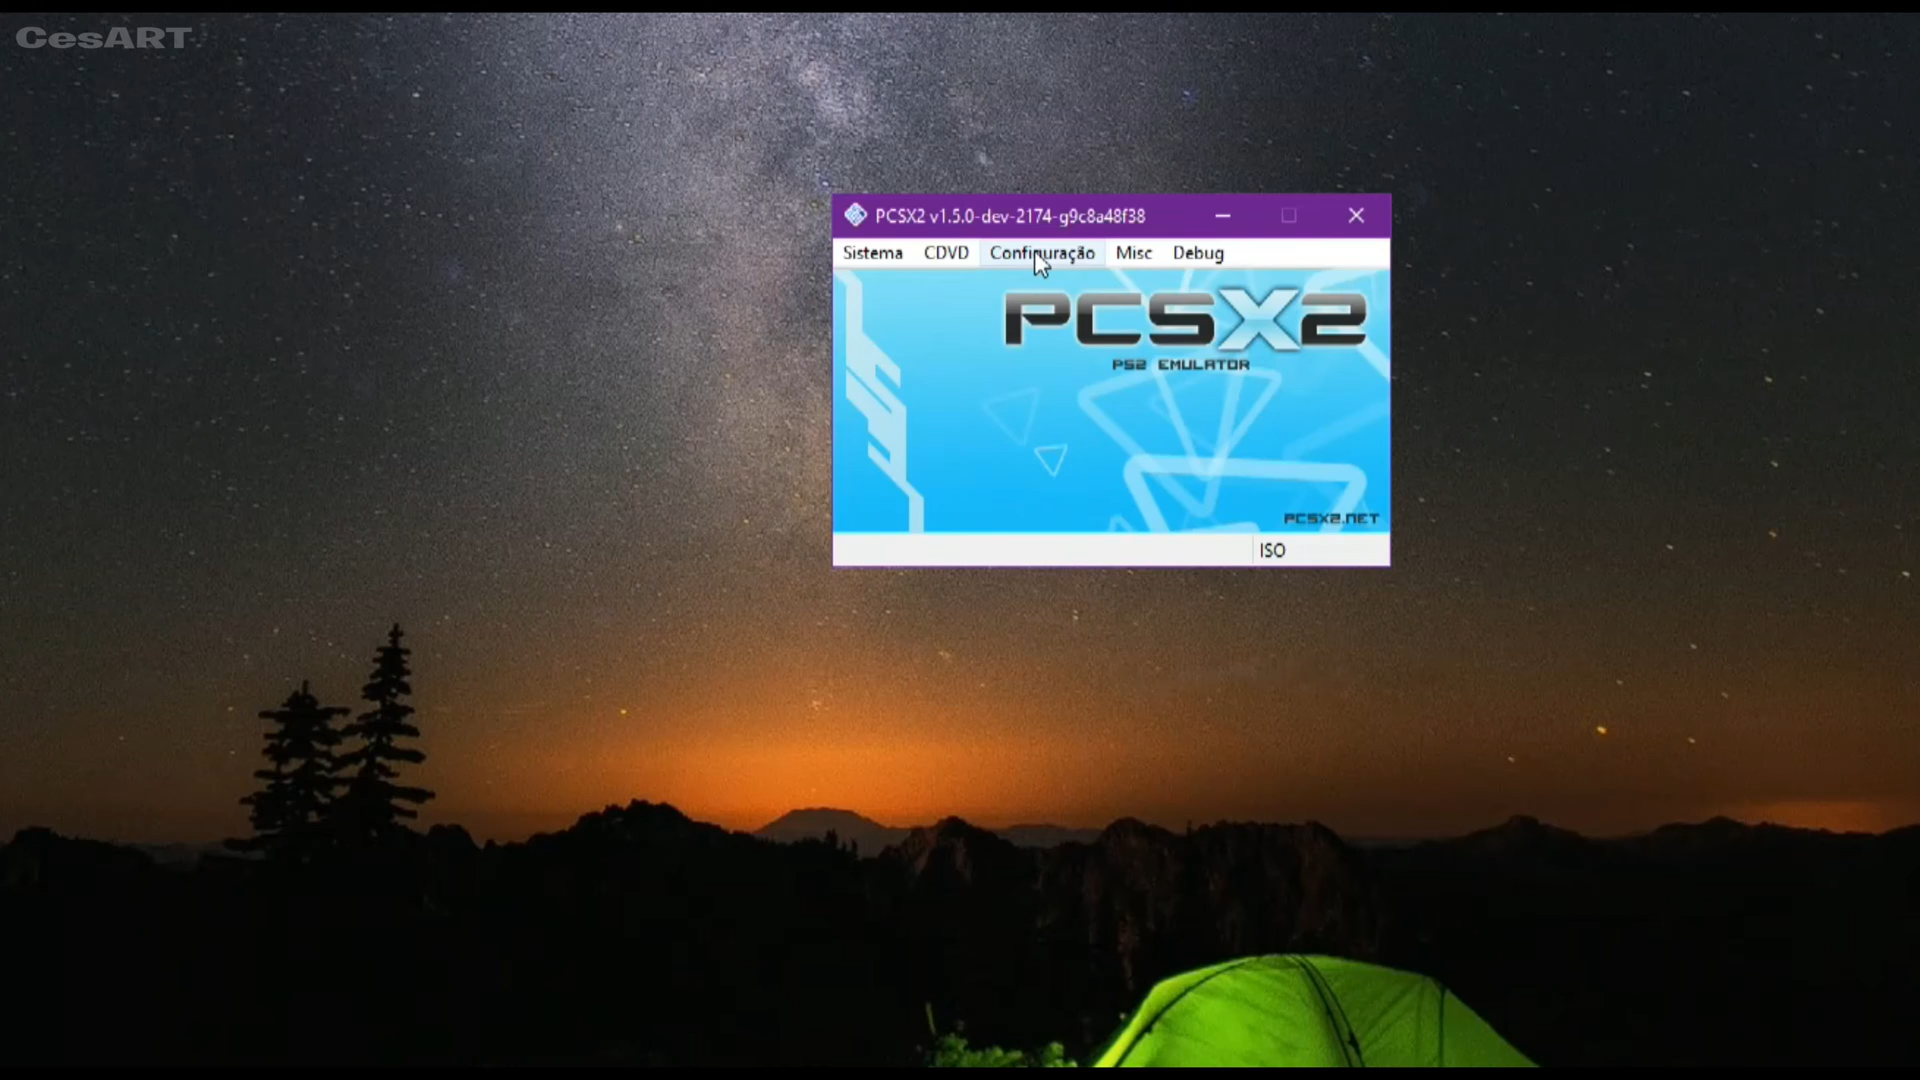 CesART
PCSX2 v1.5.0-dev-2174-g9c8a48f38
Sistema CDVD Configuração Misc Debug
PCSX2
PS2 EMULATOR
PCSX2.NET
ISO